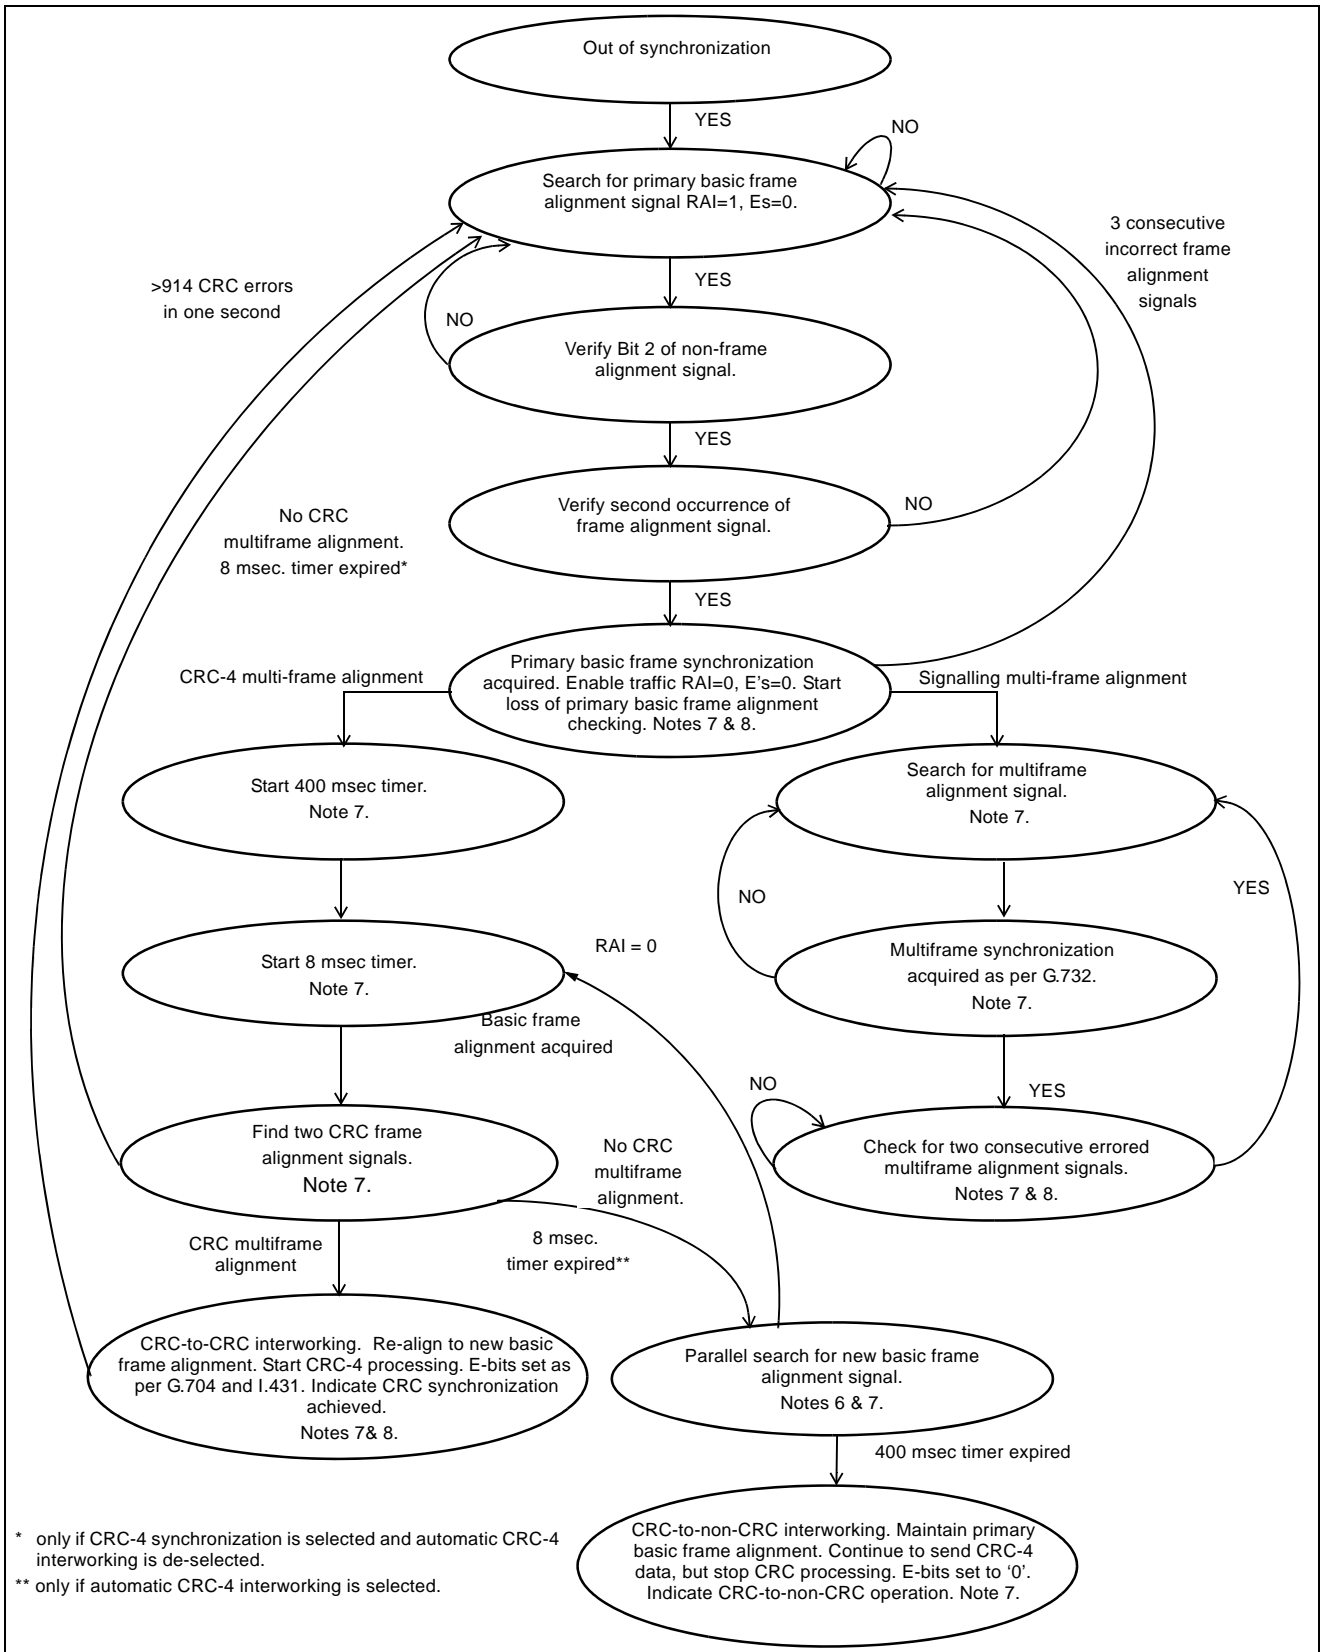 Out of synchronization
YES
NO
Search for primary basic frame
alignment signal RAI=1, Es=0.
3 consecutive
incorrect frame
alignment
signals
>914 CRC errors
in one second
YES
NO
Verify Bit 2 of non-frame
alignment signal.
YES
No CRC
multiframe alignment.
8 msec. timer expired*
Verify second occurrence of
frame alignment signal.
NO
YES
CRC-4 multi-frame alignment
Primary basic frame synchronization
acquired. Enable traffic RAI=0, E's=0. Start
loss of primary basic frame alignment
checking. Notes 7 & 8.
Signalling multi-frame alignment
Start 400 msec timer.
Note 7.
Search for multiframe
alignment signal.
Note 7.
NO
YES
Start 8 msec timer.
Note 7.
RAI = 0
Basic frame
alignment acquired
Multiframe synchronization
acquired as per G.732.
Note 7.
NO
YES
Find two CRC frame
alignment signals.
Note 7.
No CRC
multiframe
alignment.
Check for two consecutive errored
multiframe alignment signals.
Notes 7 & 8.
CRC multiframe
alignment
8 msec.
timer expired**
CRC-to-CRC interworking. Re-align to new basic
frame alignment. Start CRC-4 processing. E-bits set as
per G.704 and I.431. Indicate CRC synchronization
achieved.
Notes 7& 8.
Parallel search for new basic frame
alignment signal.
Notes 6 & 7.
400 msec timer expired
CRC-to-non-CRC interworking. Maintain primary
basic frame alignment. Continue to send CRC-4
data, but stop CRC processing. E-bits set to ‘0’.
Indicate CRC-to-non-CRC operation. Note 7.
* only if CRC-4 synchronization is selected and automatic CRC-4
interworking is de-selected.
** only if automatic CRC-4 interworking is selected.